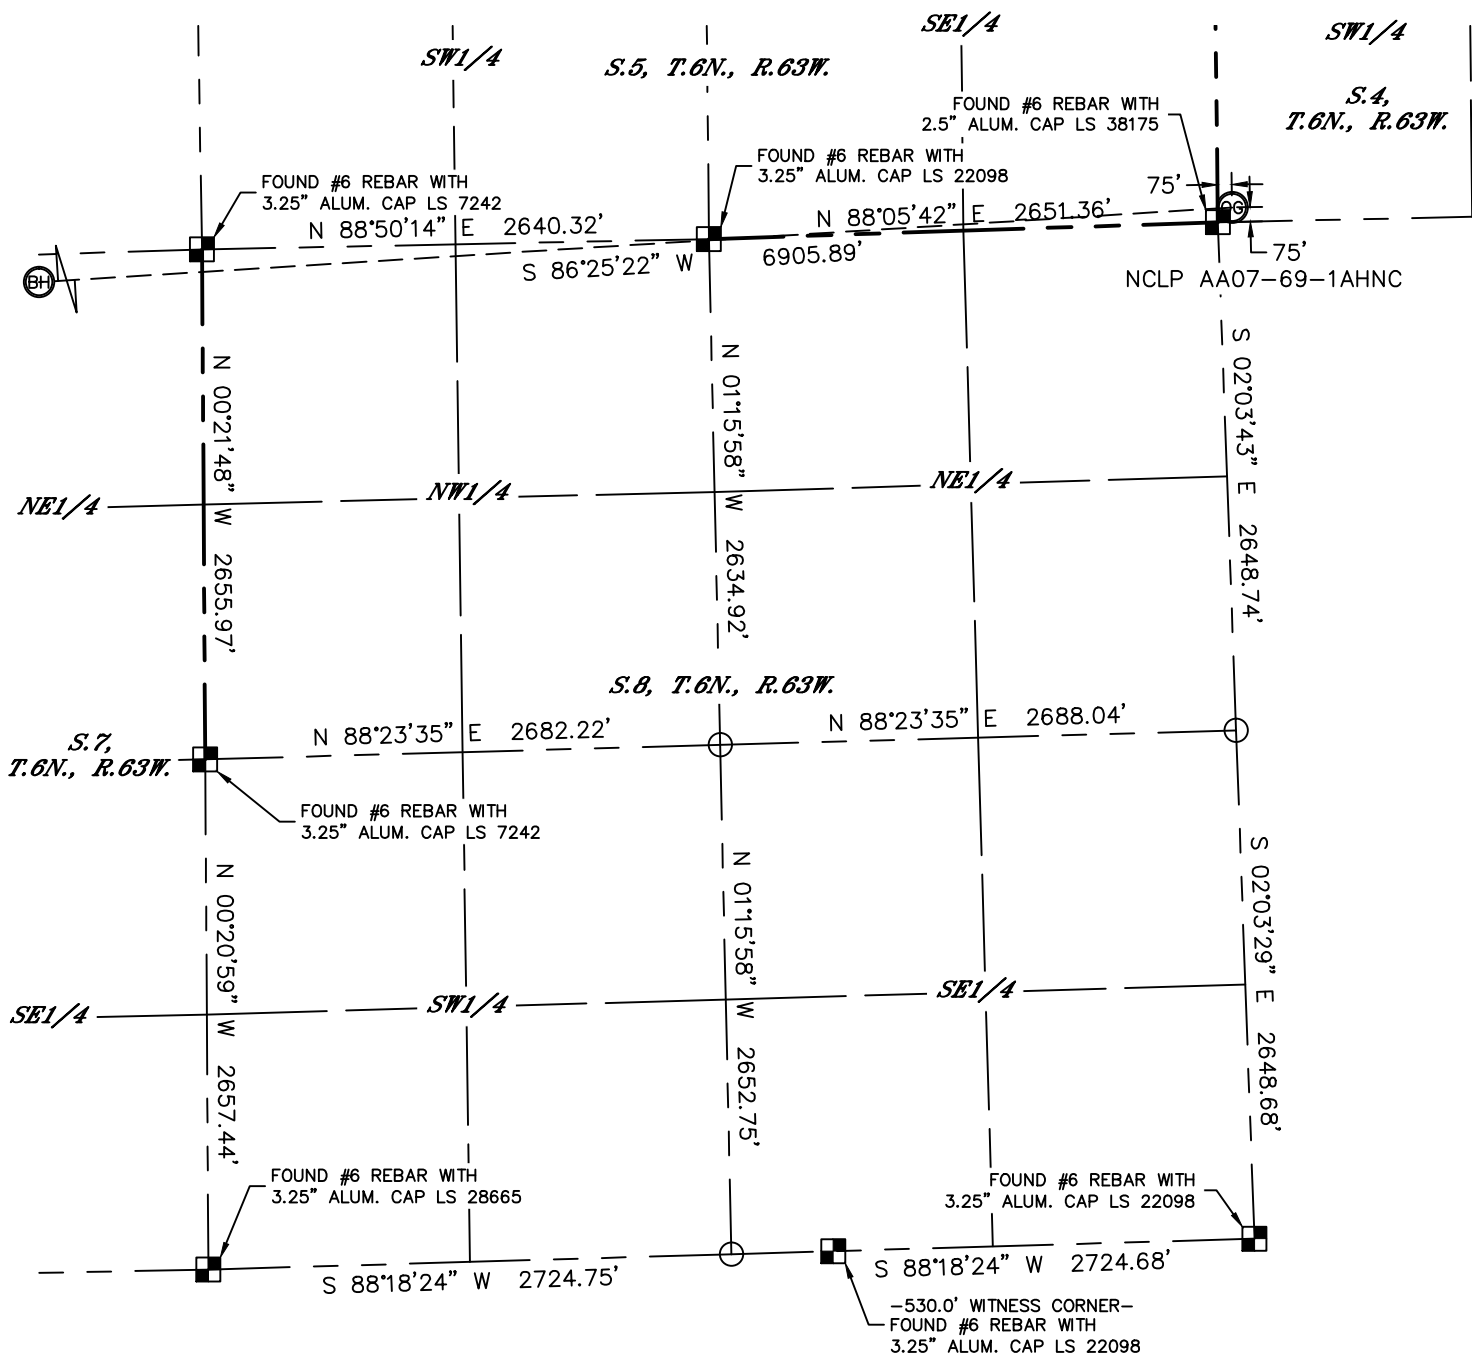 SE1/4
SW1/4
SW1/4
S.5, T.6N., R.63W.
S.4,
T.6N., R.63W.
FOUND #6 REBAR WITH
2.5" ALUM. CAP LS 38175
FOUND #6 REBAR WITH
3.25" ALUM. CAP LS 22098
FOUND #6 REBAR WITH
3.25" ALUM. CAP LS 7242
75'
N 88°50'14" E 2640.32'
N 88°05'42" E 2651.36'
S 86°25'22" W 6905.89'
75'
BH
NCLP AA07-69-1AHNC
N 00°21'48" W 2655.97'
N 01°15'58" W 2634.92'
S 02°03'43" E 2648.74'
NE1/4
NW1/4
NE1/4
S.8, T.6N., R.63W.
N 88°23'35" E 2682.22'
N 88°23'35" E 2688.04'
S.7,
T.6N., R.63W.
FOUND #6 REBAR WITH
3.25" ALUM. CAP LS 7242
N 00°20'59" W 2657.44'
N 01°15'58" W 2652.75'
S 02°03'29" E 2648.68'
SE1/4
SW1/4
SE1/4
FOUND #6 REBAR WITH
3.25" ALUM. CAP LS 28665
FOUND #6 REBAR WITH
3.25" ALUM. CAP LS 22098
S 88°18'24" W 2724.75'
S 88°18'24" W 2724.68'
-530.0' WITNESS CORNER-
FOUND #6 REBAR WITH
3.25" ALUM. CAP LS 22098